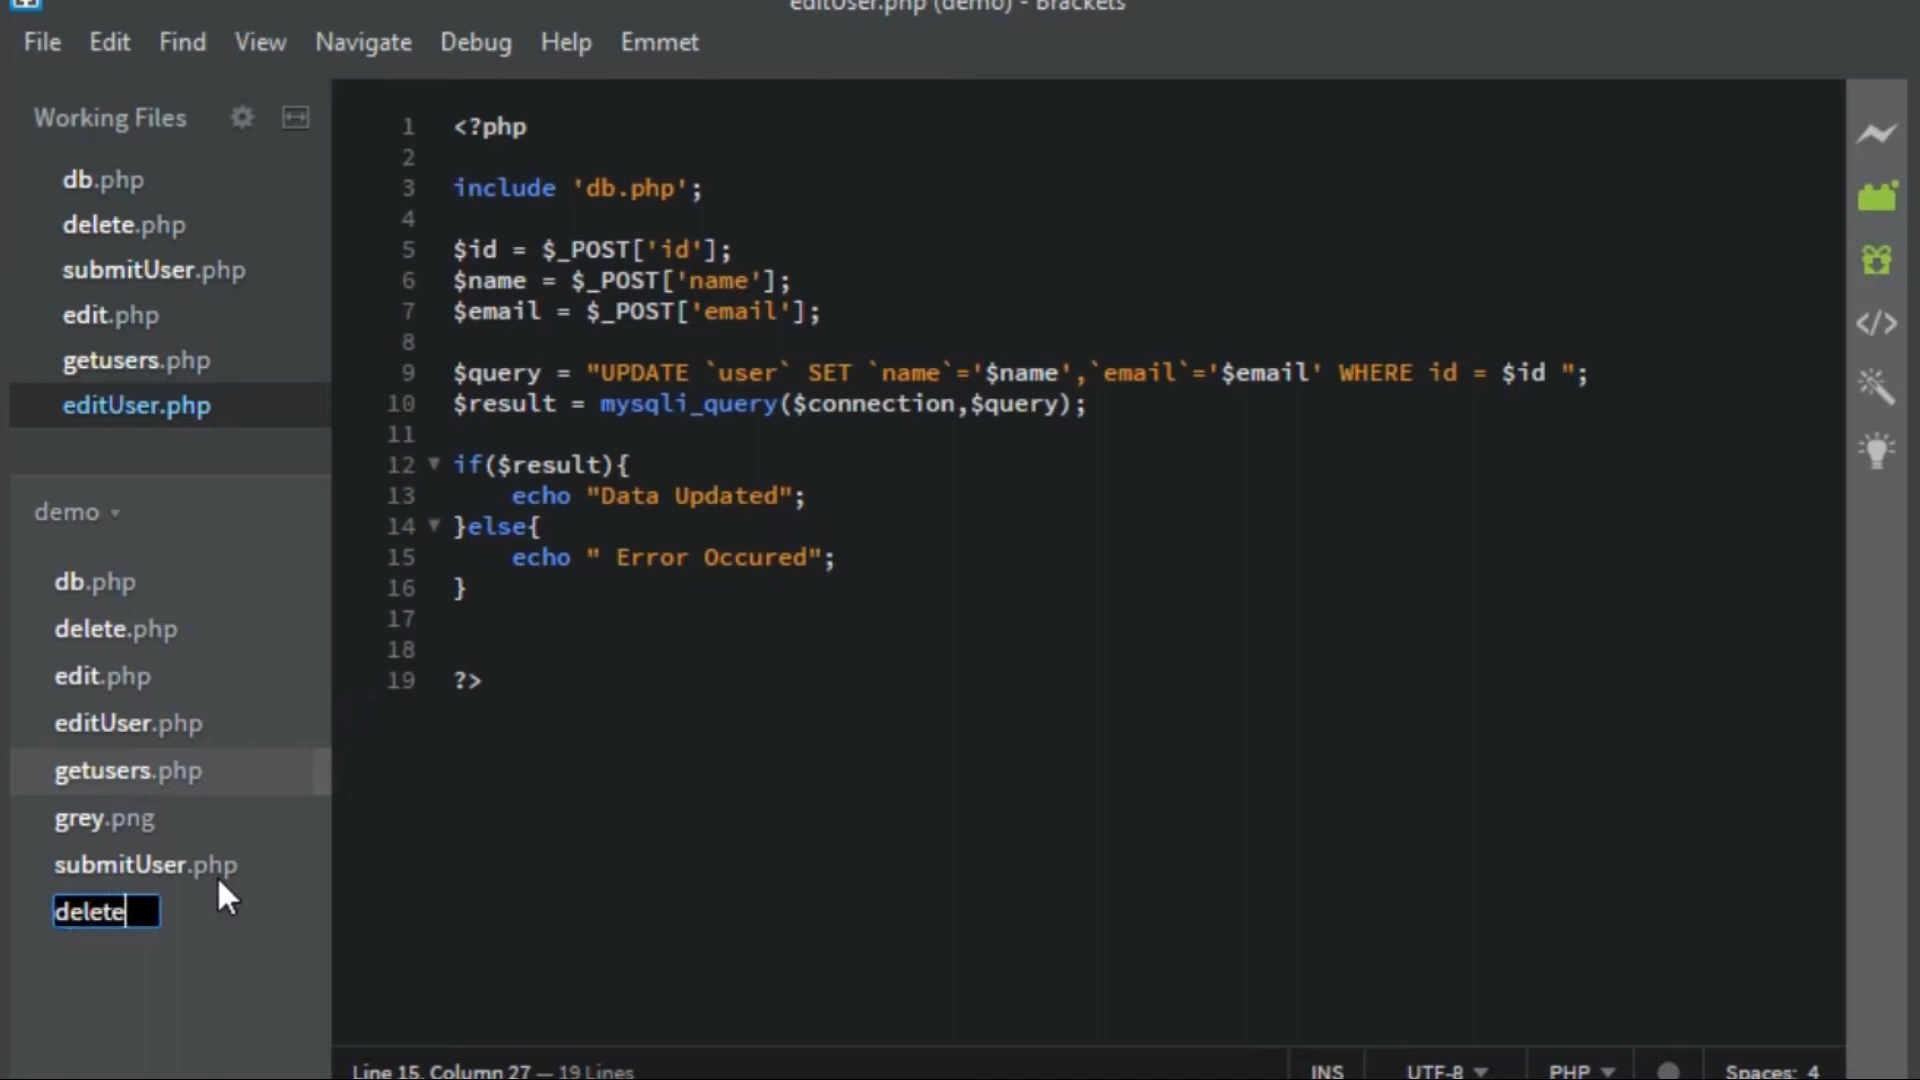 editUser.php (demo) - Brackets
File Edit Find View Navigate Debug Help Emmet
Working Files
db.php
delete.php
submitUser.php
edit.php
getusers.php
editUser.php
demo
db.php
delete.php
edit.php
editUser.php
getusers.php
grey.png
submitUser.php
delete
1 <?php
2
3 include 'db.php';
4
5 $id = $_POST['id'];
6 $name = $_POST['name'];
7 $email = $_POST['email'];
8
9 $query = "UPDATE `user` SET `name`='$name',`email`='$email' WHERE id = $id ";
10 $result = mysqli_query($connection,$query);
11
12 if($result){
13 echo "Data Updated";
14 }else{
15 echo " Error Occured";
16 }
17
18
19 ?>
Line 15, Column 27 — 19 Lines
INS UTF-8 PHP Spaces: 4